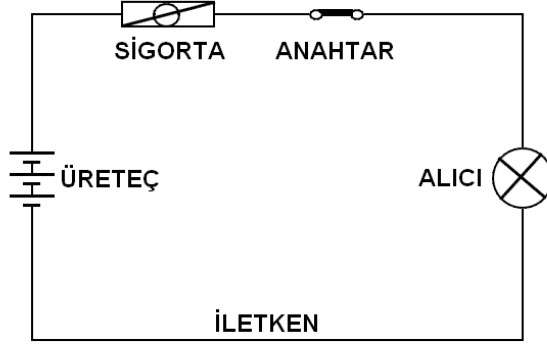 SİGORTA
ANAHTAR
ÜRETEÇ
ALICI
İLETKEN